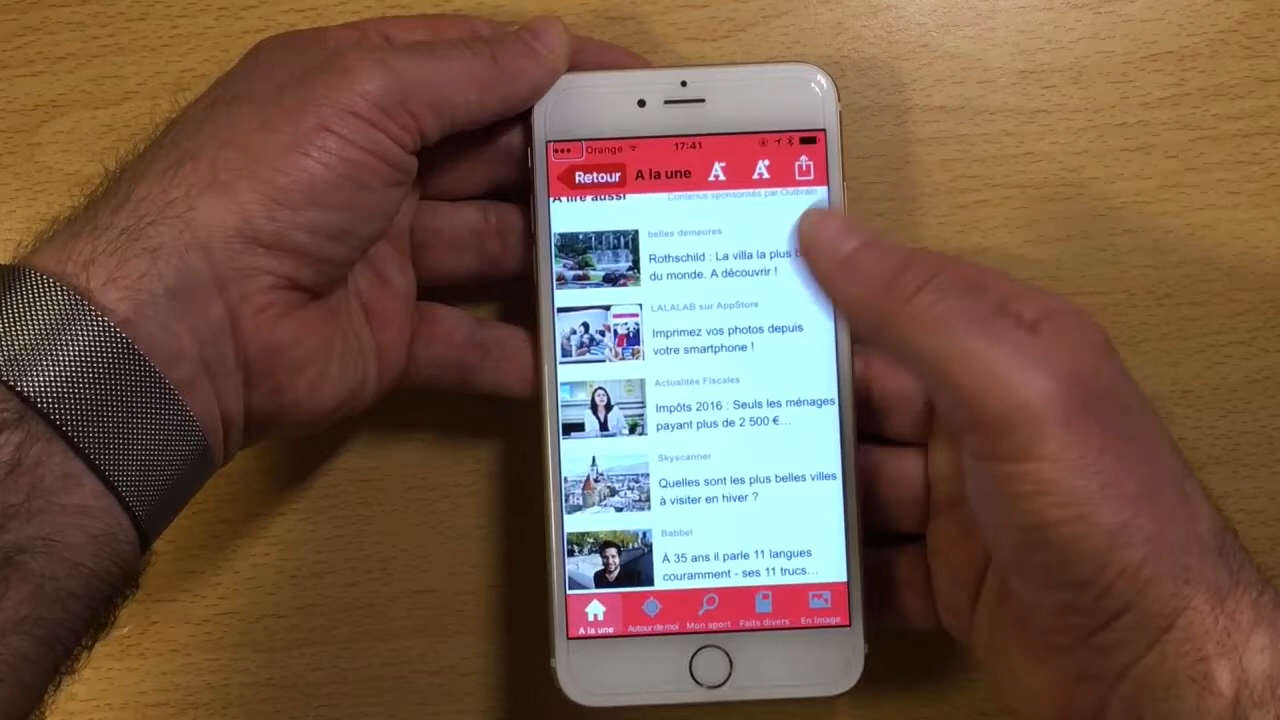 Orange 17:41
Retour A la une A- A+
A lire aussi Contenus sponsorisés par Outbrain
belles demeures
Rothschild : La villa la plus
du monde. A découvrir !
LALALAB sur AppStore
Imprimez vos photos depuis
votre smartphone !
Actualités Fiscales
Impôts 2016 : Seuls les ménages
payant plus de 2 500 €...
Skyscanner
Quelles sont les plus belles villes
à visiter en hiver ?
Babbel
À 35 ans il parle 11 langues
couramment - ses 11 trucs...
A la une Autour de moi Mon sport Faits divers En Image